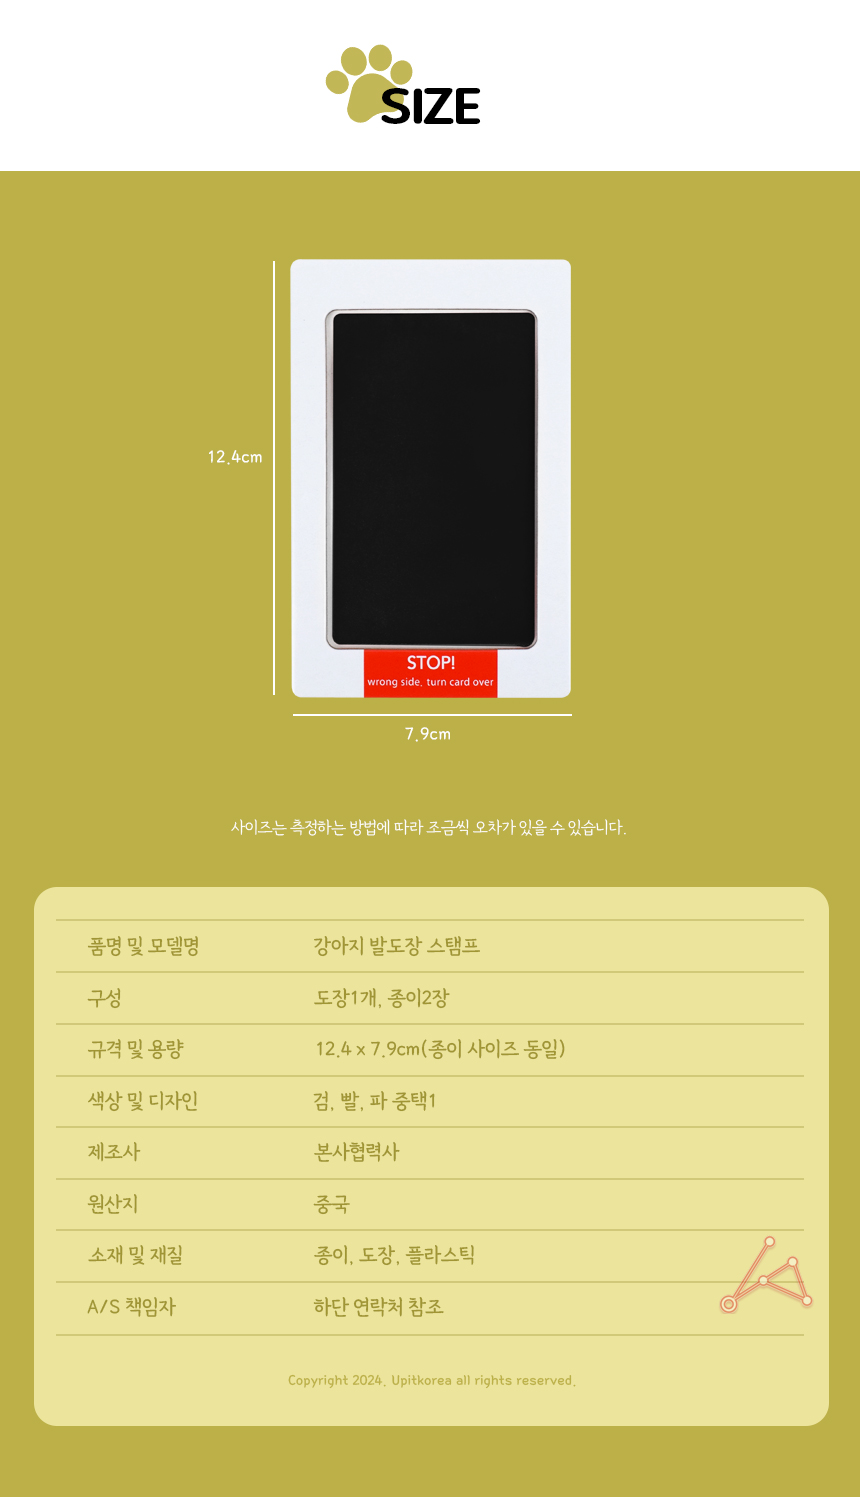 SIZE
12.4cm
STOP!
wrong side. turn card over
7.9cm
사이즈는 측정하는 방법에 따라 조금씩 오차가 있을 수 있습니다.
품명 및 모델명 강아지 발도장 스탬프
구성 도장1개, 종이2장
규격 및 용량 12.4 x 7.9cm(종이 사이즈 동일)
색상 및 디자인 검, 빨, 파 중택1
제조사 본사협력사
원산지 중국
소재 및 재질 종이, 도장, 플라스틱
A/S 책임자 하단 연락처 참조
Copyright 2024. Upitkorea all rights reserved.